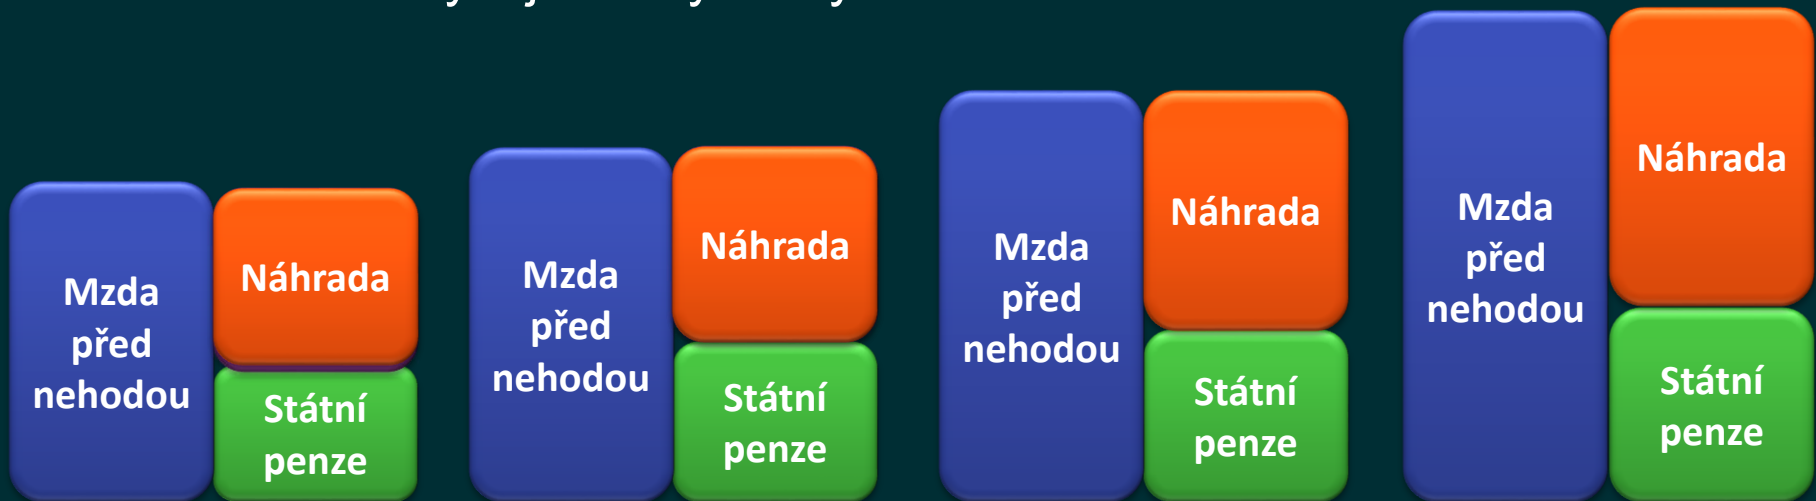 Mzda
před
nehodou
Náhrada
Státní
penze
Mzda
před
nehodou
Náhrada
Státní
penze
Mzda
před
nehodou
Náhrada
Státní
penze
Mzda
před
nehodou
Náhrada
Státní
penze